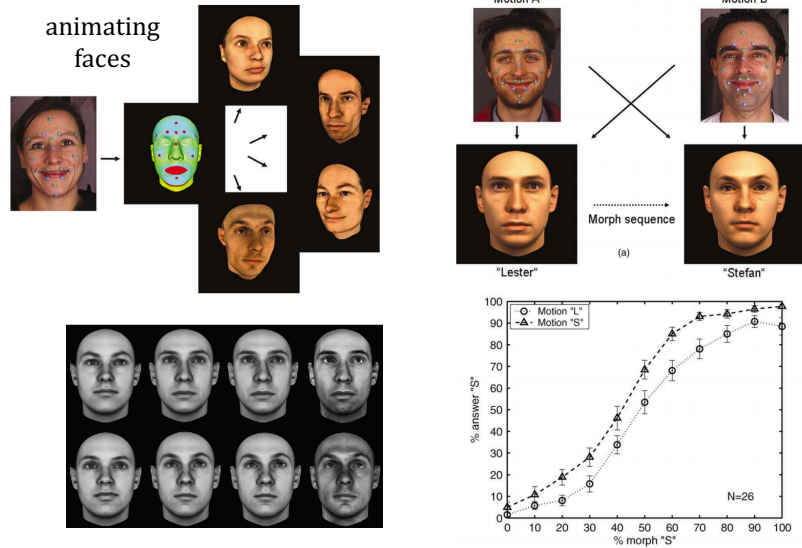 animating
faces
Motion A
Motion B
Morph sequence
(a)
"Lester"
"Stefan"
100
90
80
70
60
50
40
30
20
10
0
% answer "S"
Motion "L"
Motion "S"
N=26
0 10 20 30 40 50 60 70 80 90 100
% morph "S"